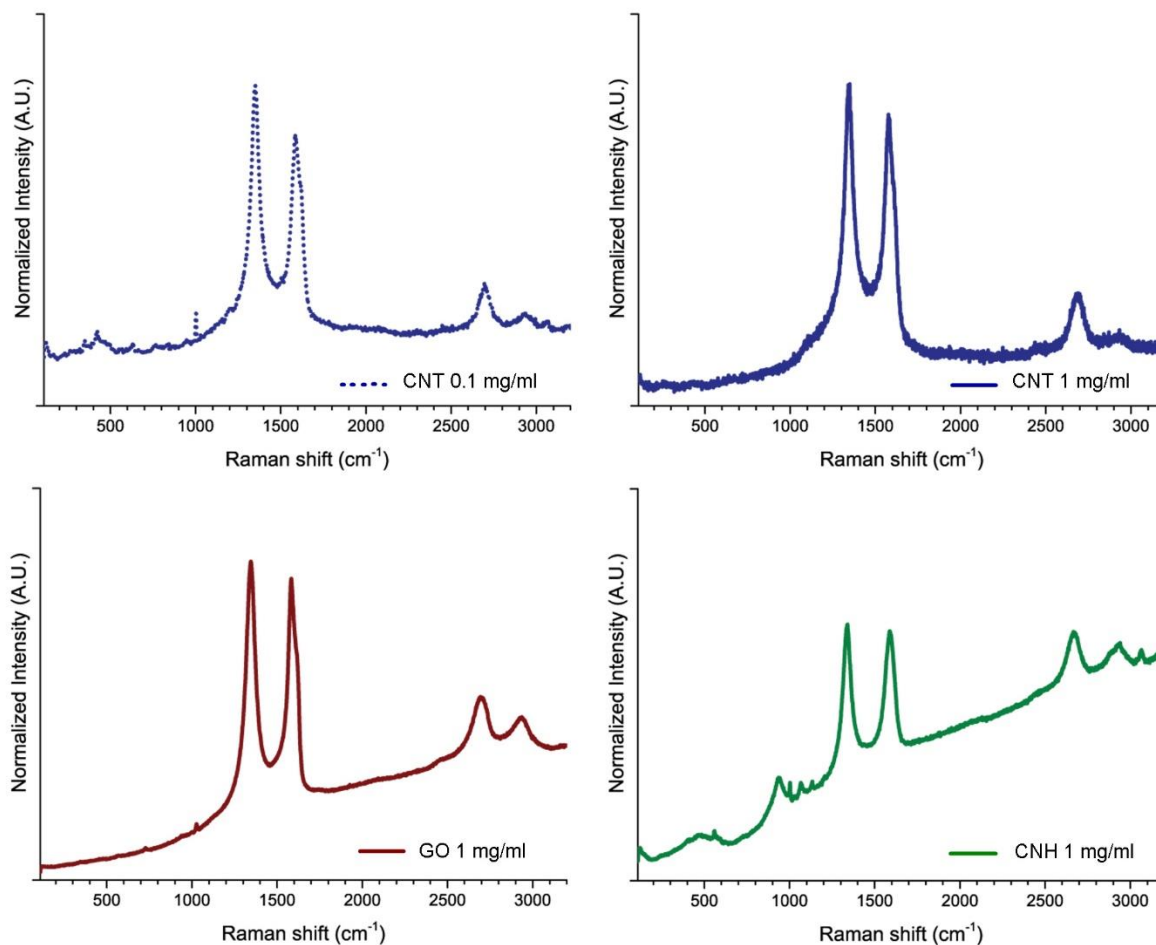 Normalized Intensity (A.U.)
CNT 0.1 mg/ml
500 1000 1500 2000 2500 3000
Raman shift (cm⁻¹)
Normalized Intensity (A.U.)
CNT 1 mg/ml
500 1000 1500 2000 2500 3000
Raman shift (cm⁻¹)
Normalized Intensity (A.U.)
GO 1 mg/ml
500 1000 1500 2000 2500 3000
Raman shift (cm⁻¹)
Normalized Intensity (A.U.)
CNH 1 mg/ml
500 1000 1500 2000 2500 3000
Raman shift (cm⁻¹)